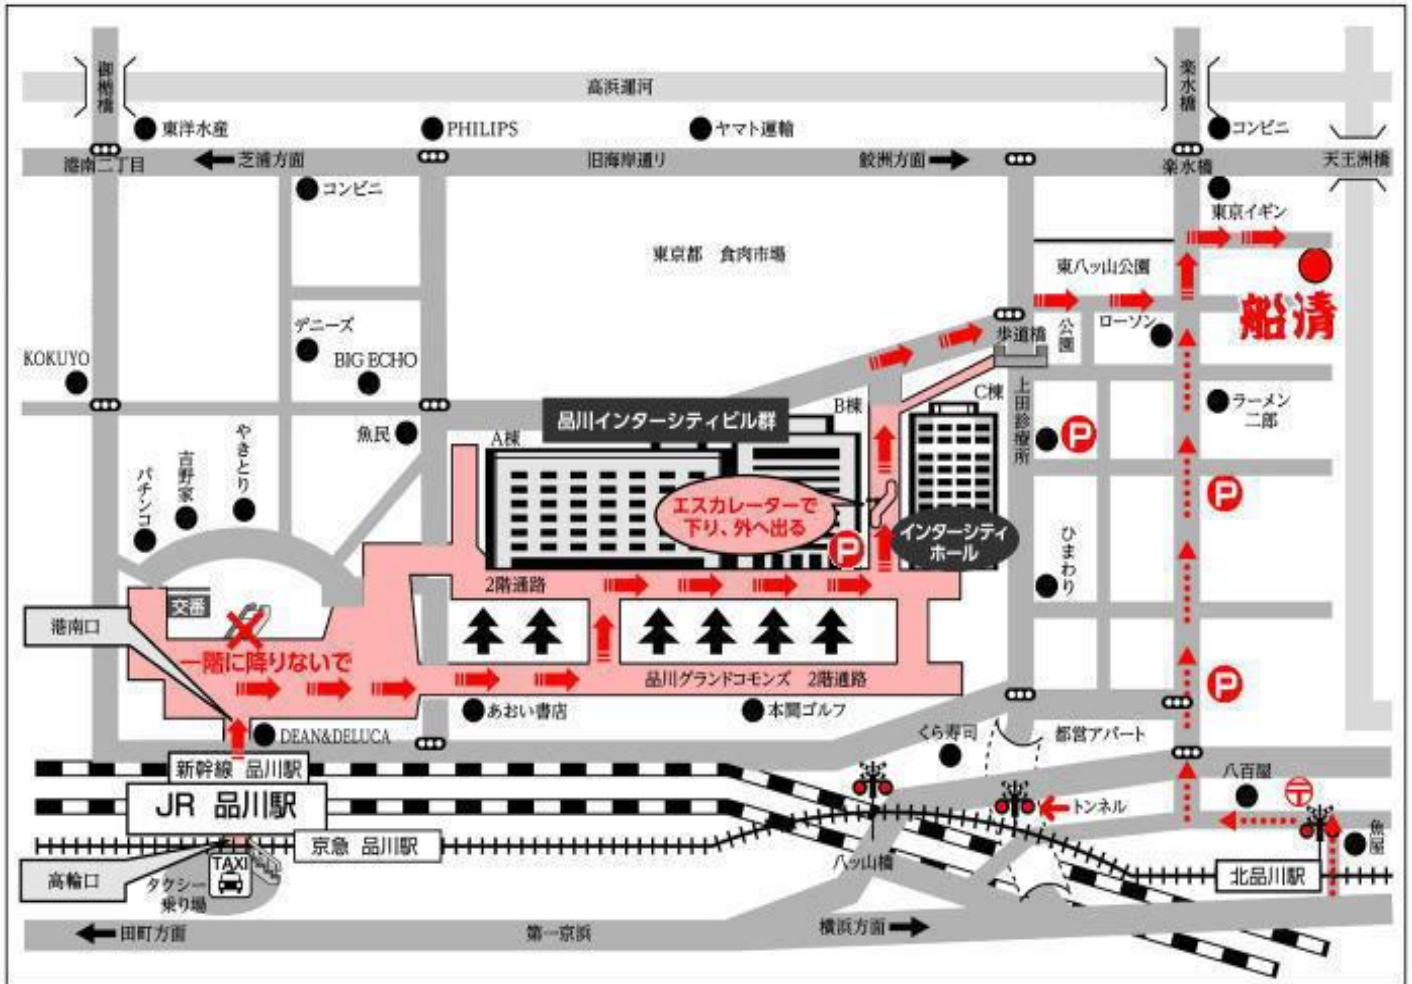 御楯橋
高浜運河
楽水橋
東洋水産
PHILIPS
ヤマト運輸
コンビニ
港南二丁目
芝浦方面
旧海岸通り
鮫洲方面
楽水橋
天王洲橋
コンビニ
東京イギン
東京都 食肉市場
東八ッ山公園
船清
デニーズ
歩道橋
公園
ローソン
KOKUYO
BIG ECHO
品川インターシティビル群
B棟
C棟
上田診療所
ラーメン
二郎
魚民
A棟
P
やきとり
吉野家
パチンコ
エスカレーターで
下り、外へ出る
P
P
インターシティ
ホール
ひまわり
2階通路
交番
港南口
一階に降りないで
品川グランドコモンズ 2階通路
P
あおい書店
本間ゴルフ
DEAN&DELUCA
くら寿司
都営アパート
新幹線 品川駅
八百屋
〒
JR 品川駅
トンネル
魚屋
京急 品川駅
八ッ山橋
高輪口
TAXI
タクシー
乗り場
北品川駅
田町方面
第一京浜
横浜方面